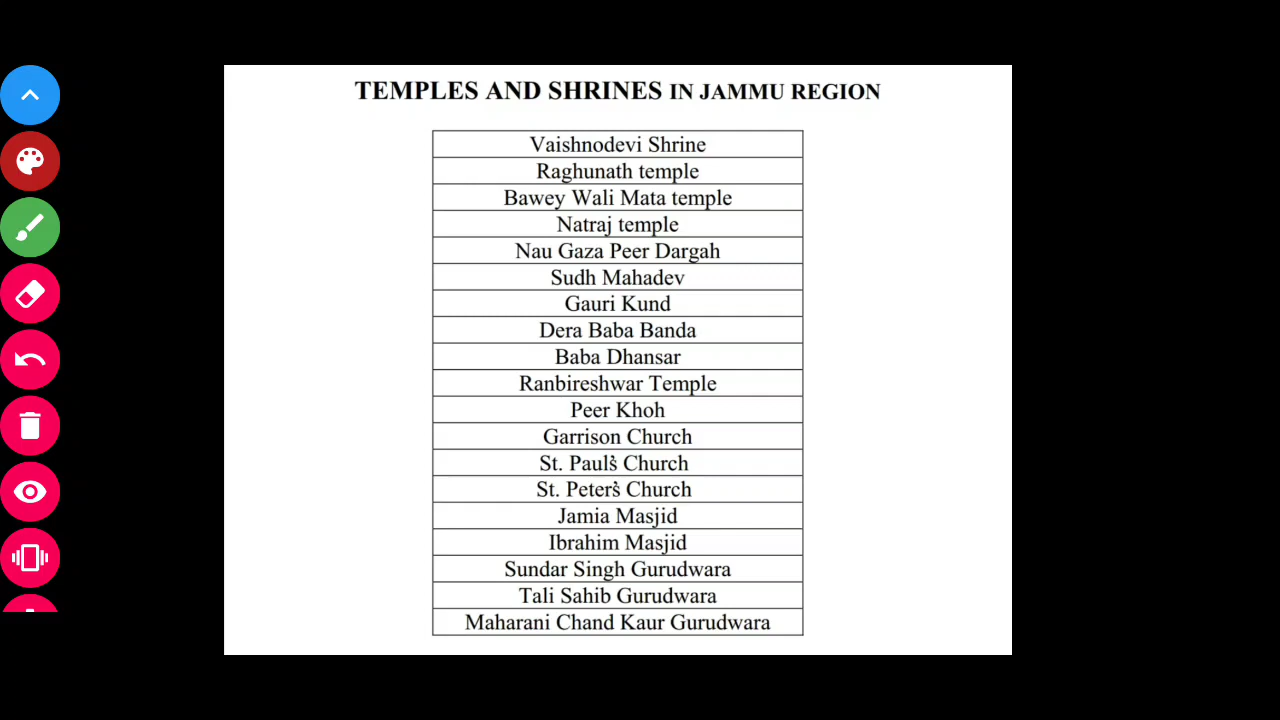 TEMPLES AND SHRINES IN JAMMU REGION
Vaishnodevi Shrine
Raghunath temple
Bawey Wali Mata temple
Natraj temple
Nau Gaza Peer Dargah
Sudh Mahadev
Gauri Kund
Dera Baba Banda
Baba Dhansar
Ranbireshwar Temple
Peer Khoh
Garrison Church
St. Paul's Church
St. Peter's Church
Jamia Masjid
Ibrahim Masjid
Sundar Singh Gurudwara
Tali Sahib Gurudwara
Maharani Chand Kaur Gurudwara